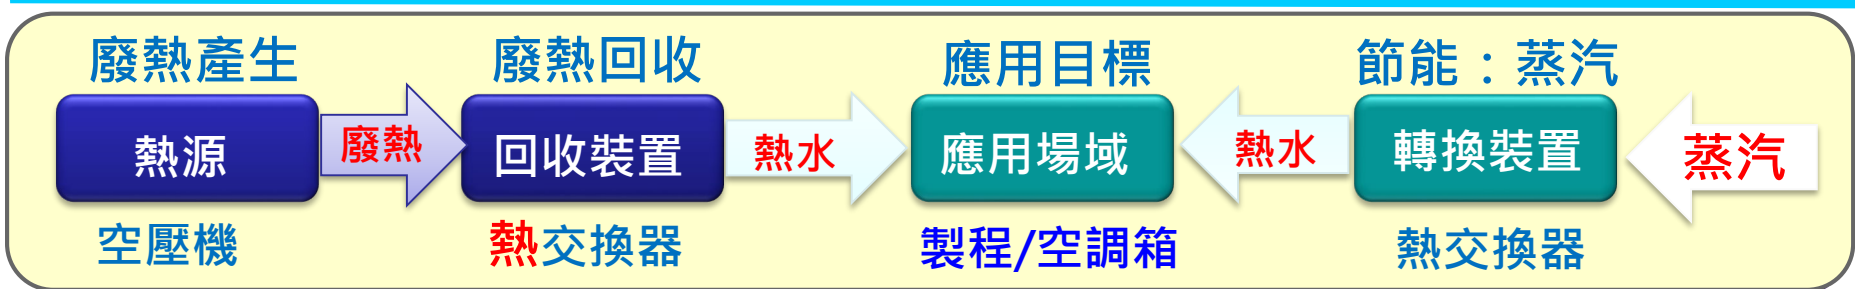 廢熱產生
廢熱回收
應用目標
節能：蒸汽
熱源
廢熱
回收裝置
熱水
應用場域
熱水
轉換裝置
蒸汽
空壓機
熱交換器
製程/空調箱
熱交換器